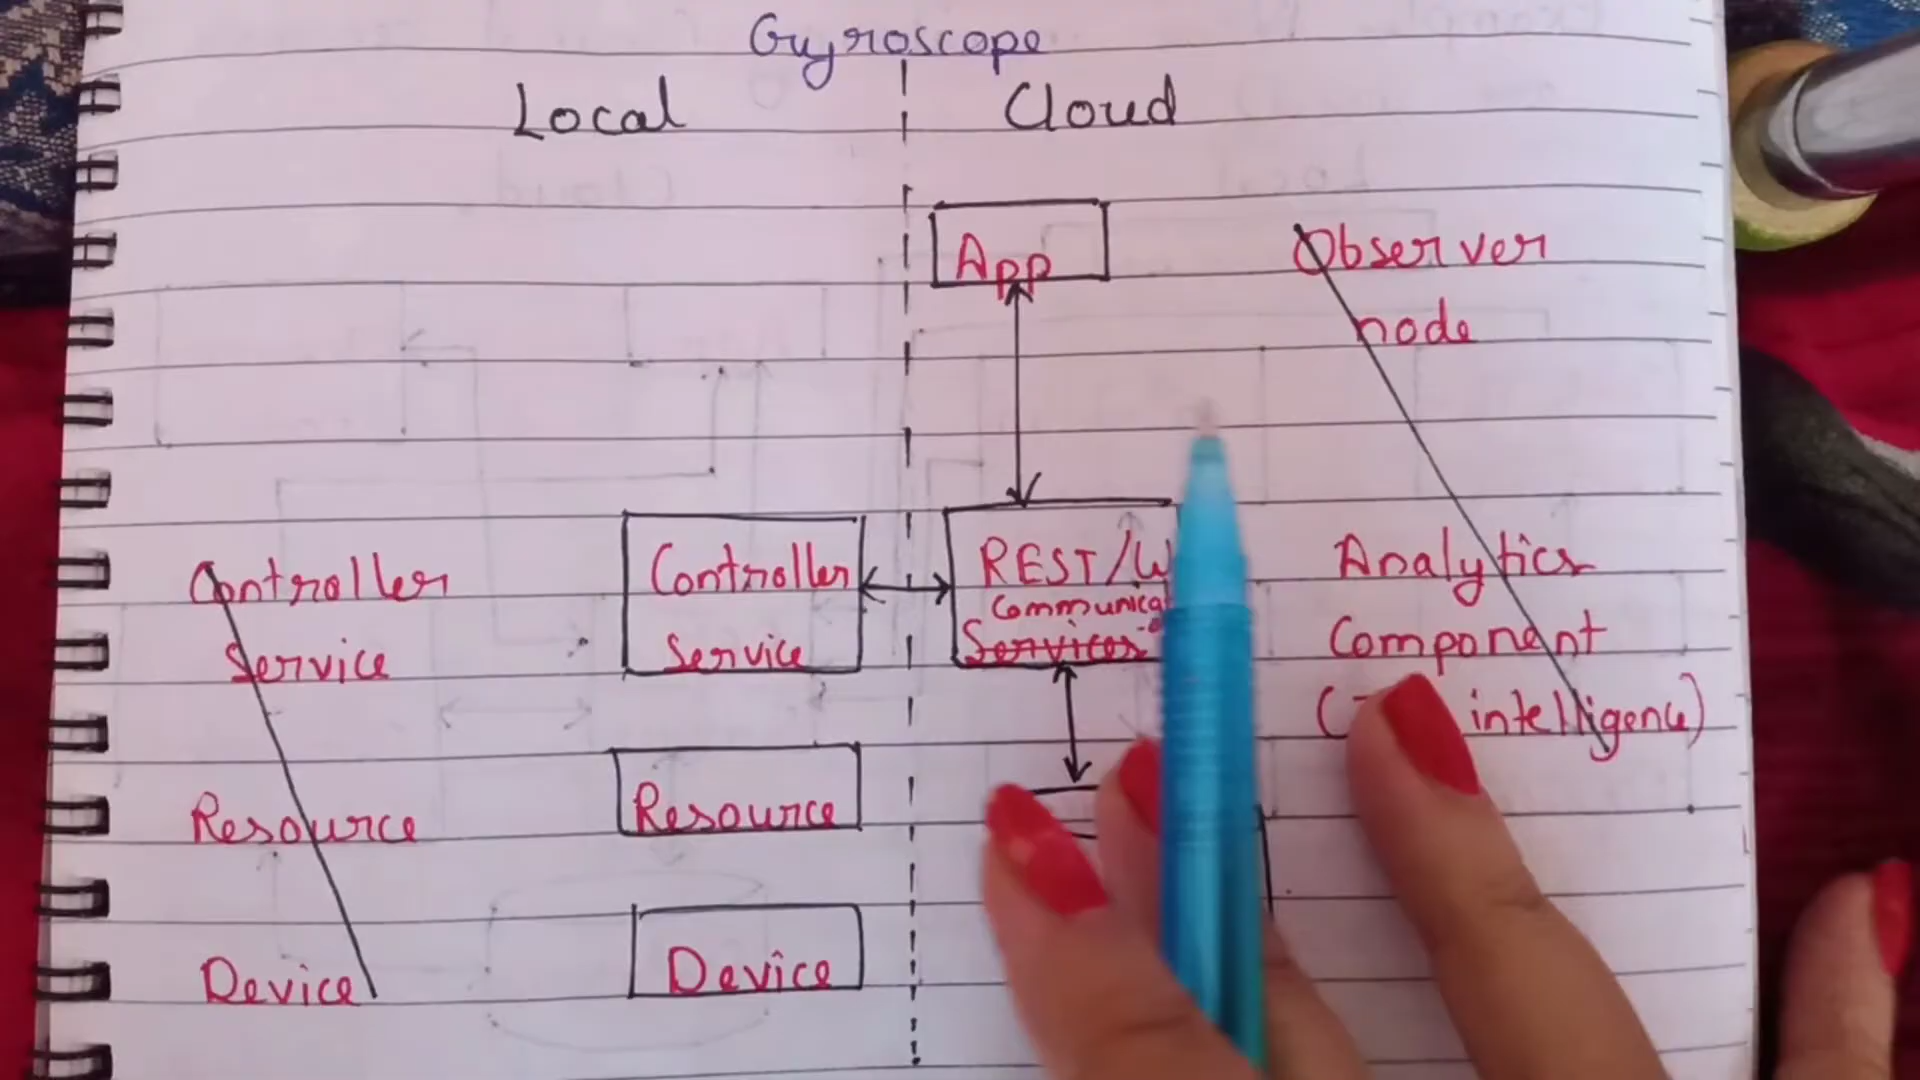 Gyroscope
Local
Cloud
App
Observer
node
Controller
Service
Controller
Service
REST/W
Communica
Services
Analytics
Component
intelligence)
Resource
Resource
Device
Device